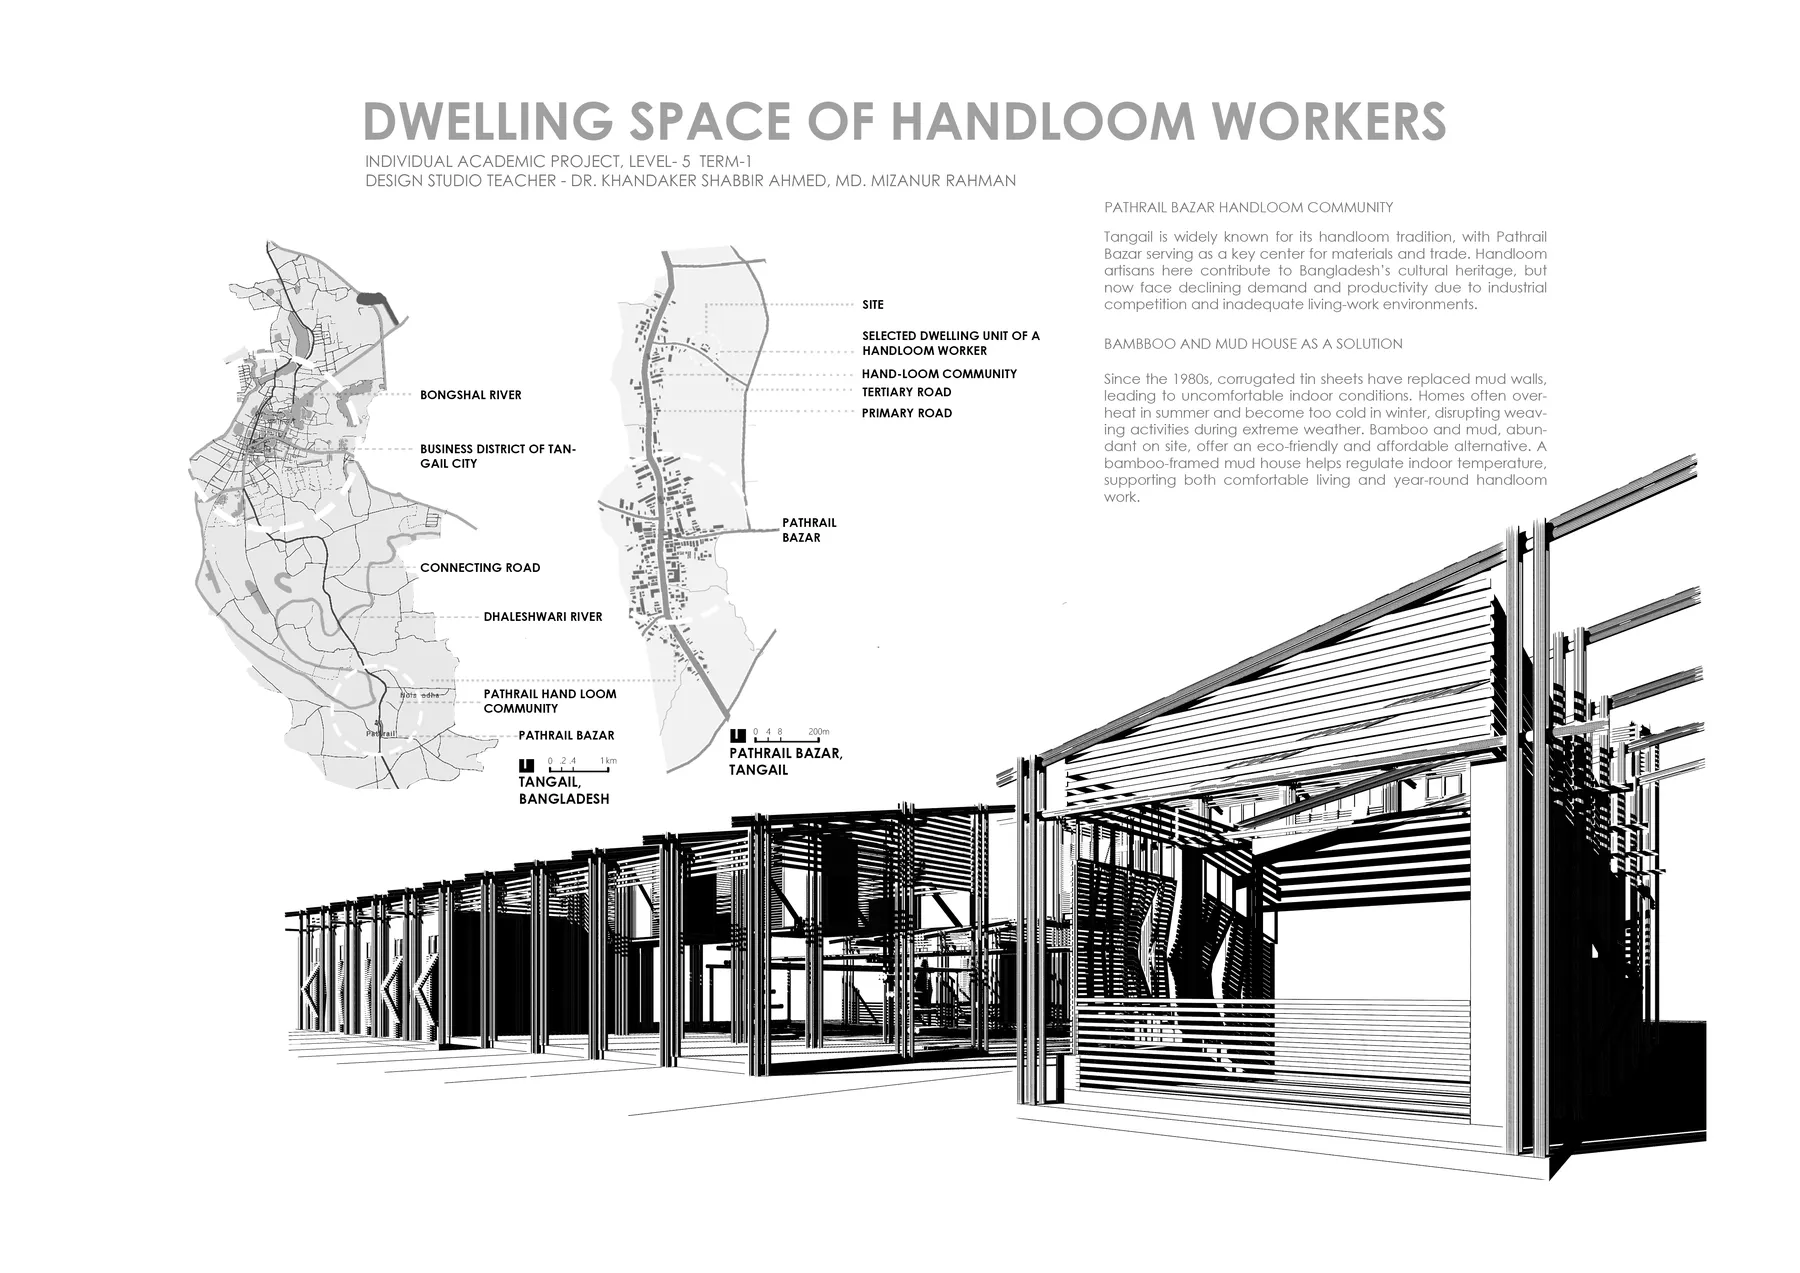 DWELLING SPACE OF HANDLOOM WORKERS
INDIVIDUAL ACADEMIC PROJECT, LEVEL- 5 TERM-1
DESIGN STUDIO TEACHER - DR. KHANDAKER SHABBIR AHMED, MD. MIZANUR RAHMAN
PATHRAIL BAZAR HANDLOOM COMMUNITY
Tangail is widely known for its handloom tradition, with Pathrail
Bazar serving as a key center for materials and trade. Handloom
artisans here contribute to Bangladesh's cultural heritage, but
now face declining demand and productivity due to industrial
competition and inadequate living-work environments.
BAMBBOO AND MUD HOUSE AS A SOLUTION
Since the 1980s, corrugated tin sheets have replaced mud walls,
leading to uncomfortable indoor conditions. Homes often over-
heat in summer and become too cold in winter, disrupting weav-
ing activities during extreme weather. Bamboo and mud, abun-
dant on site, offer an eco-friendly and affordable alternative. A
bamboo-framed mud house helps regulate indoor temperature,
supporting both comfortable living and year-round handloom
work.
BONGSHAL RIVER
BUSINESS DISTRICT OF TAN-
GAIL CITY
CONNECTING ROAD
DHALESHWARI RIVER
PATHRAIL HAND LOOM
COMMUNITY
PATHRAIL BAZAR
Pathrail
0 .2 .4 1km
TANGAIL,
BANGLADESH
SITE
SELECTED DWELLING UNIT OF A
HANDLOOM WORKER
HAND-LOOM COMMUNITY
TERTIARY ROAD
PRIMARY ROAD
PATHRAIL
BAZAR
0 4 8 200m
PATHRAIL BAZAR,
TANGAIL